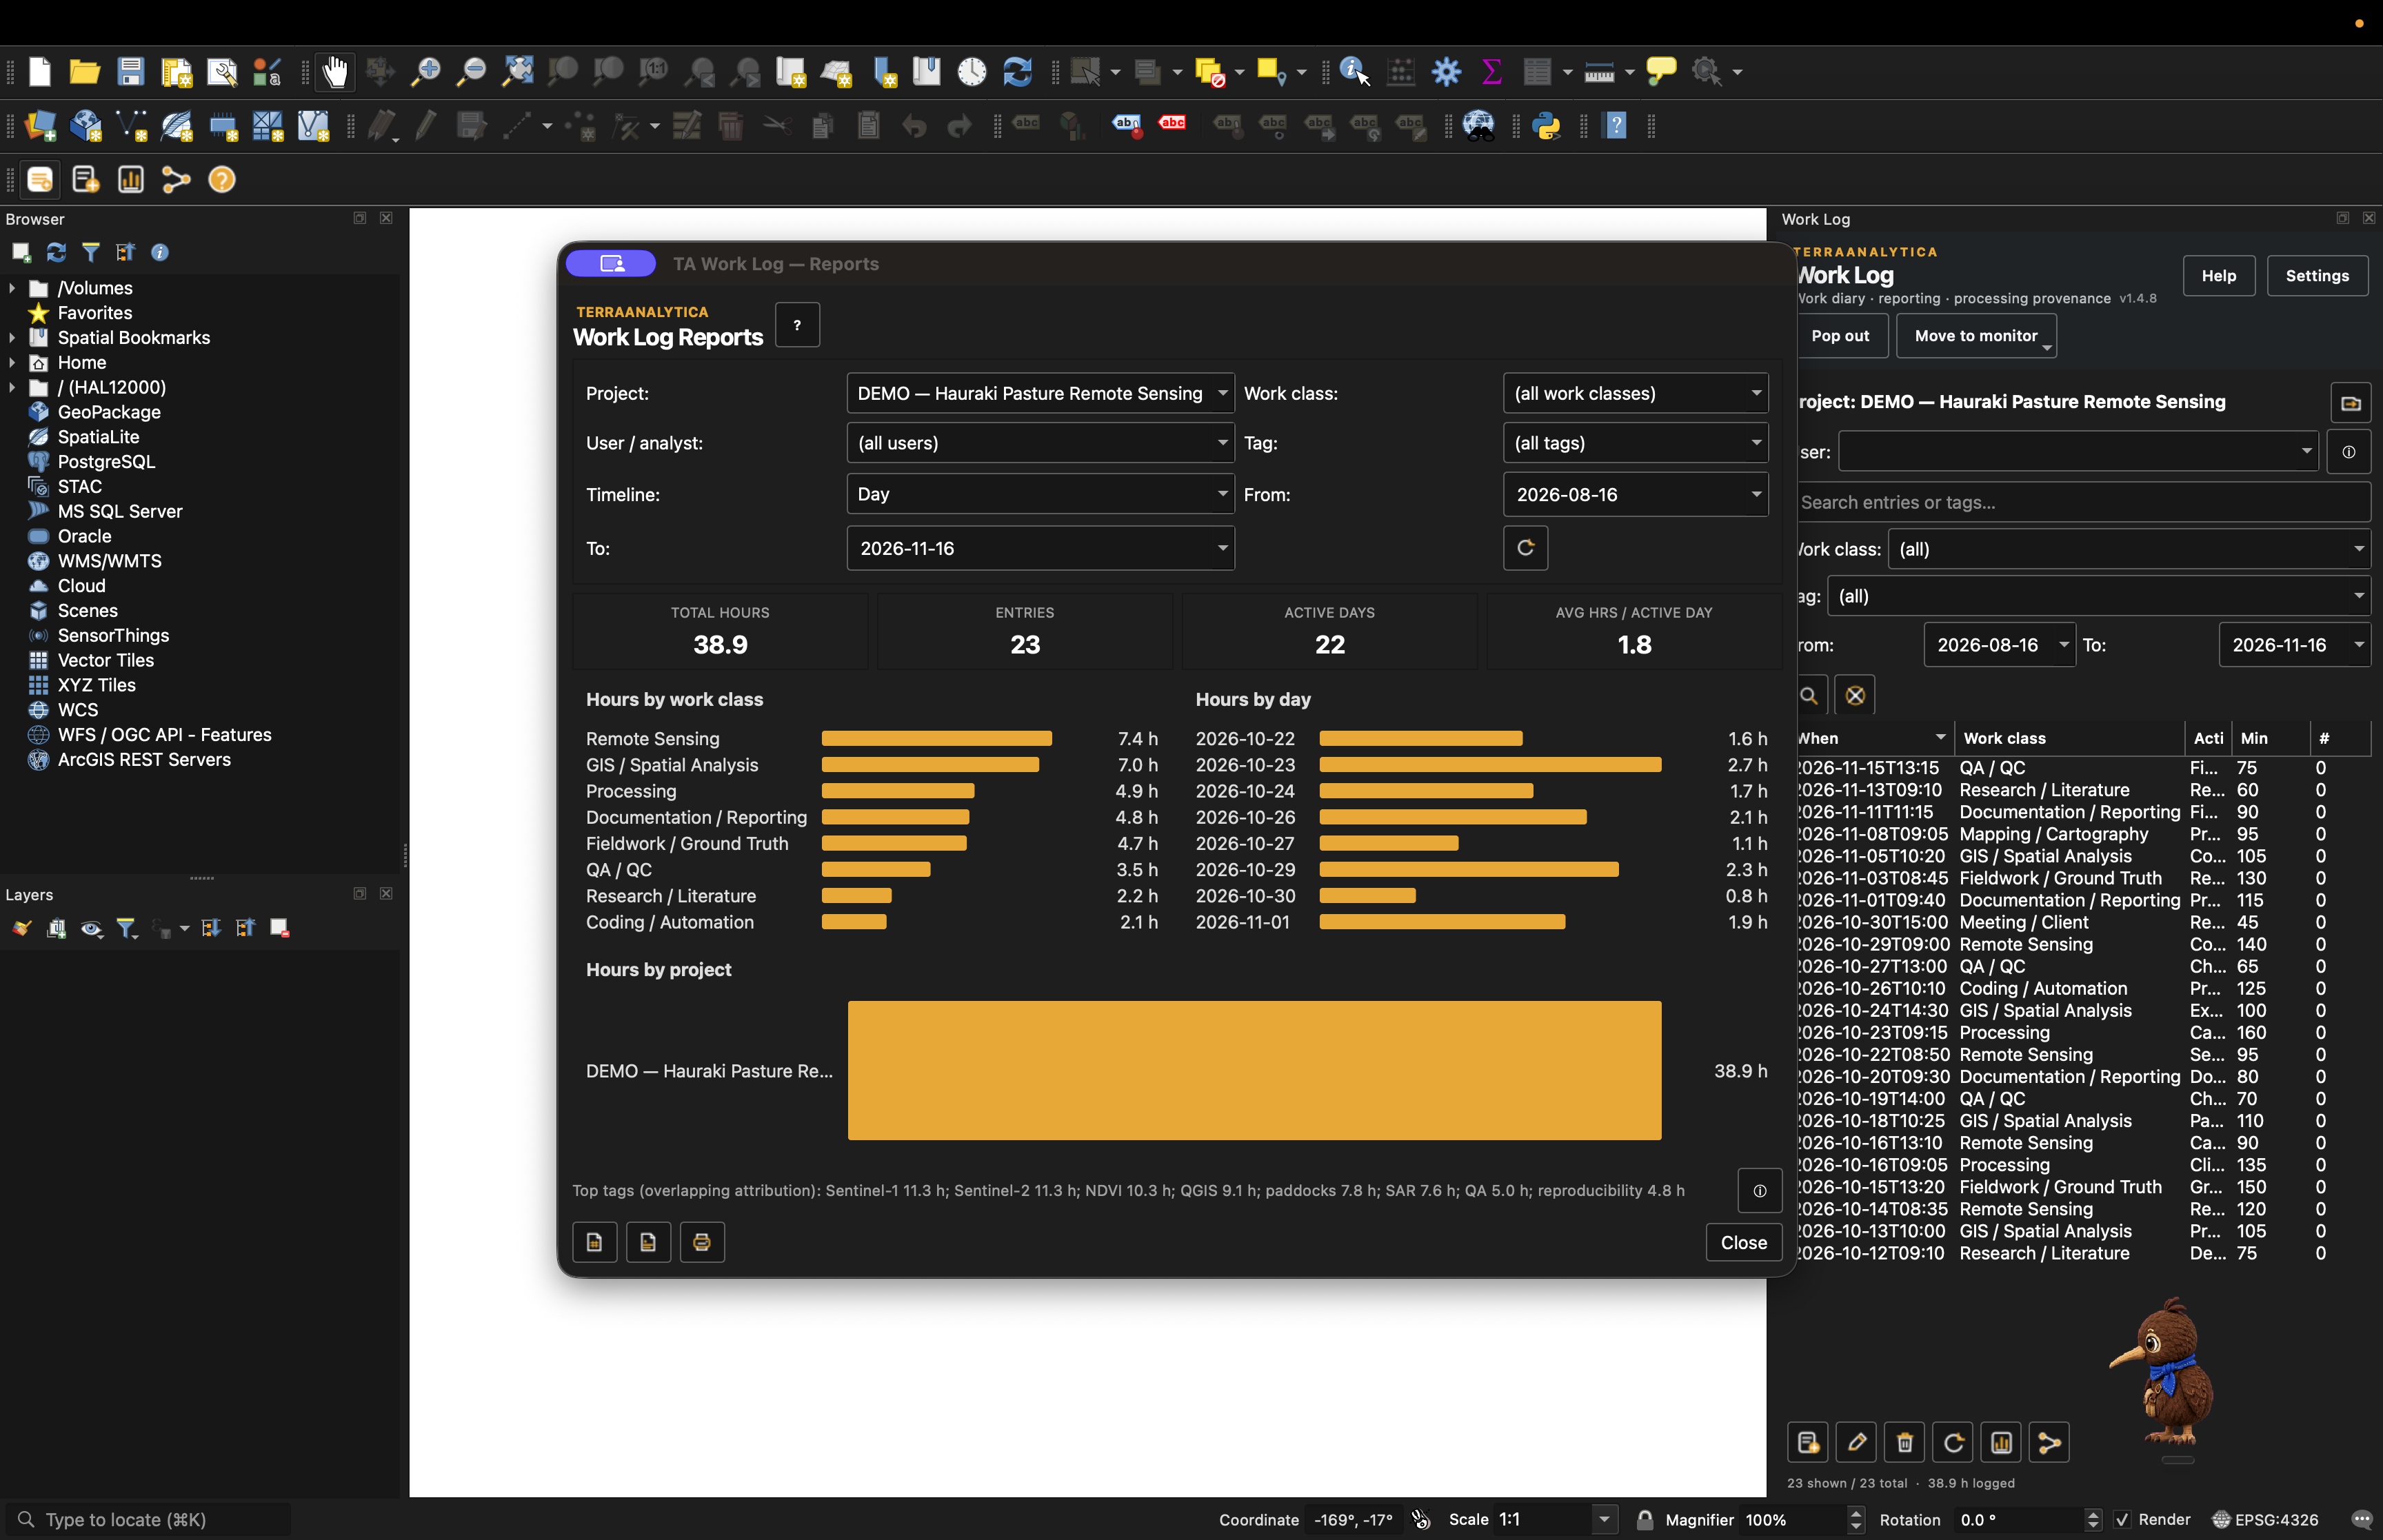 Browser
/Volumes
Favorites
Spatial Bookmarks
Home
/ (HAL12000)
GeoPackage
SpatiaLite
PostgreSQL
STAC
MS SQL Server
Oracle
WMS/WMTS
Cloud
Scenes
SensorThings
Vector Tiles
XYZ Tiles
WCS
WFS / OGC API - Features
ArcGIS REST Servers
Layers
TA Work Log — Reports
TERRAANALYTICA
Work Log Reports
?
Project: DEMO — Hauraki Pasture Remote Sensing Work class: (all work classes)
User / analyst: (all users) Tag: (all tags)
Timeline: Day From: 2026-08-16
To: 2026-11-16
TOTAL HOURS ENTRIES ACTIVE DAYS AVG HRS / ACTIVE DAY
38.9 23 22 1.8
Hours by work class
Remote Sensing 7.4 h
GIS / Spatial Analysis 7.0 h
Processing 4.9 h
Documentation / Reporting 4.8 h
Fieldwork / Ground Truth 4.7 h
QA / QC 3.5 h
Research / Literature 2.2 h
Coding / Automation 2.1 h
Hours by day
2026-10-22 1.6 h
2026-10-23 2.7 h
2026-10-24 1.7 h
2026-10-26 2.1 h
2026-10-27 1.1 h
2026-10-29 2.3 h
2026-10-30 0.8 h
2026-11-01 1.9 h
Hours by project
DEMO — Hauraki Pasture Re... 38.9 h
Top tags (overlapping attribution): Sentinel-1 11.3 h; Sentinel-2 11.3 h; NDVI 10.3 h; QGIS 9.1 h; paddocks 7.8 h; SAR 7.6 h; QA 5.0 h; reproducibility 4.8 h
Close
Work Log
TERRAANALYTICA
Work Log
Help Settings
Work diary · reporting · processing provenance v1.4.8
Pop out Move to monitor
roject: DEMO — Hauraki Pasture Remote Sensing
ser:
Search entries or tags...
ork class: (all)
ag: (all)
rom: 2026-08-16 To: 2026-11-16
When Work class Acti Min #
2026-11-15T13:15 QA / QC Fi... 75 0
2026-11-13T09:10 Research / Literature Re... 60 0
2026-11-11T11:15 Documentation / Reporting Fi... 90 0
2026-11-08T09:05 Mapping / Cartography Pr... 95 0
2026-11-05T10:20 GIS / Spatial Analysis Co... 105 0
2026-11-03T08:45 Fieldwork / Ground Truth Re... 130 0
2026-11-01T09:40 Documentation / Reporting Pr... 115 0
2026-10-30T15:00 Meeting / Client Re... 45 0
2026-10-29T09:00 Remote Sensing Co... 140 0
2026-10-27T13:00 QA / QC Ch... 65 0
2026-10-26T10:10 Coding / Automation Pr... 125 0
2026-10-24T14:30 GIS / Spatial Analysis Ex... 100 0
2026-10-23T09:15 Processing Ca... 160 0
2026-10-22T08:50 Remote Sensing Se... 95 0
2026-10-20T09:30 Documentation / Reporting Do... 80 0
2026-10-19T14:00 QA / QC Ch... 70 0
2026-10-18T10:25 GIS / Spatial Analysis Pa... 110 0
2026-10-16T13:10 Remote Sensing Ca... 90 0
2026-10-16T09:05 Processing Cli... 135 0
2026-10-15T13:20 Fieldwork / Ground Truth Gr... 150 0
2026-10-14T08:35 Remote Sensing Re... 120 0
2026-10-13T10:00 GIS / Spatial Analysis Pr... 105 0
2026-10-12T09:10 Research / Literature De... 75 0
23 shown / 23 total · 38.9 h logged
Type to locate (⌘K)
Coordinate -169°, -17° Scale 1:1 Magnifier 100% Rotation 0.0 ° Render EPSG:4326